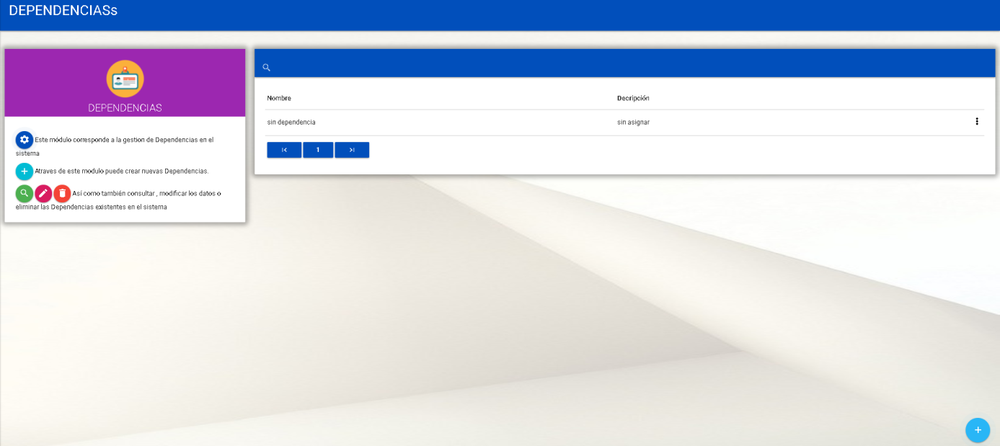 DEPENDENCIASs
DEPENDENCIAS
Este módulo corresponde a la gestion de Dependencias en el
sistema
Atraves de este modulo puede crear nuevas Dependencias.
Así como también consultar , modificar los datos o
eliminar las Dependencias existentes en el sistema
Nombre Decripción
sin dependencia sin asignar
1